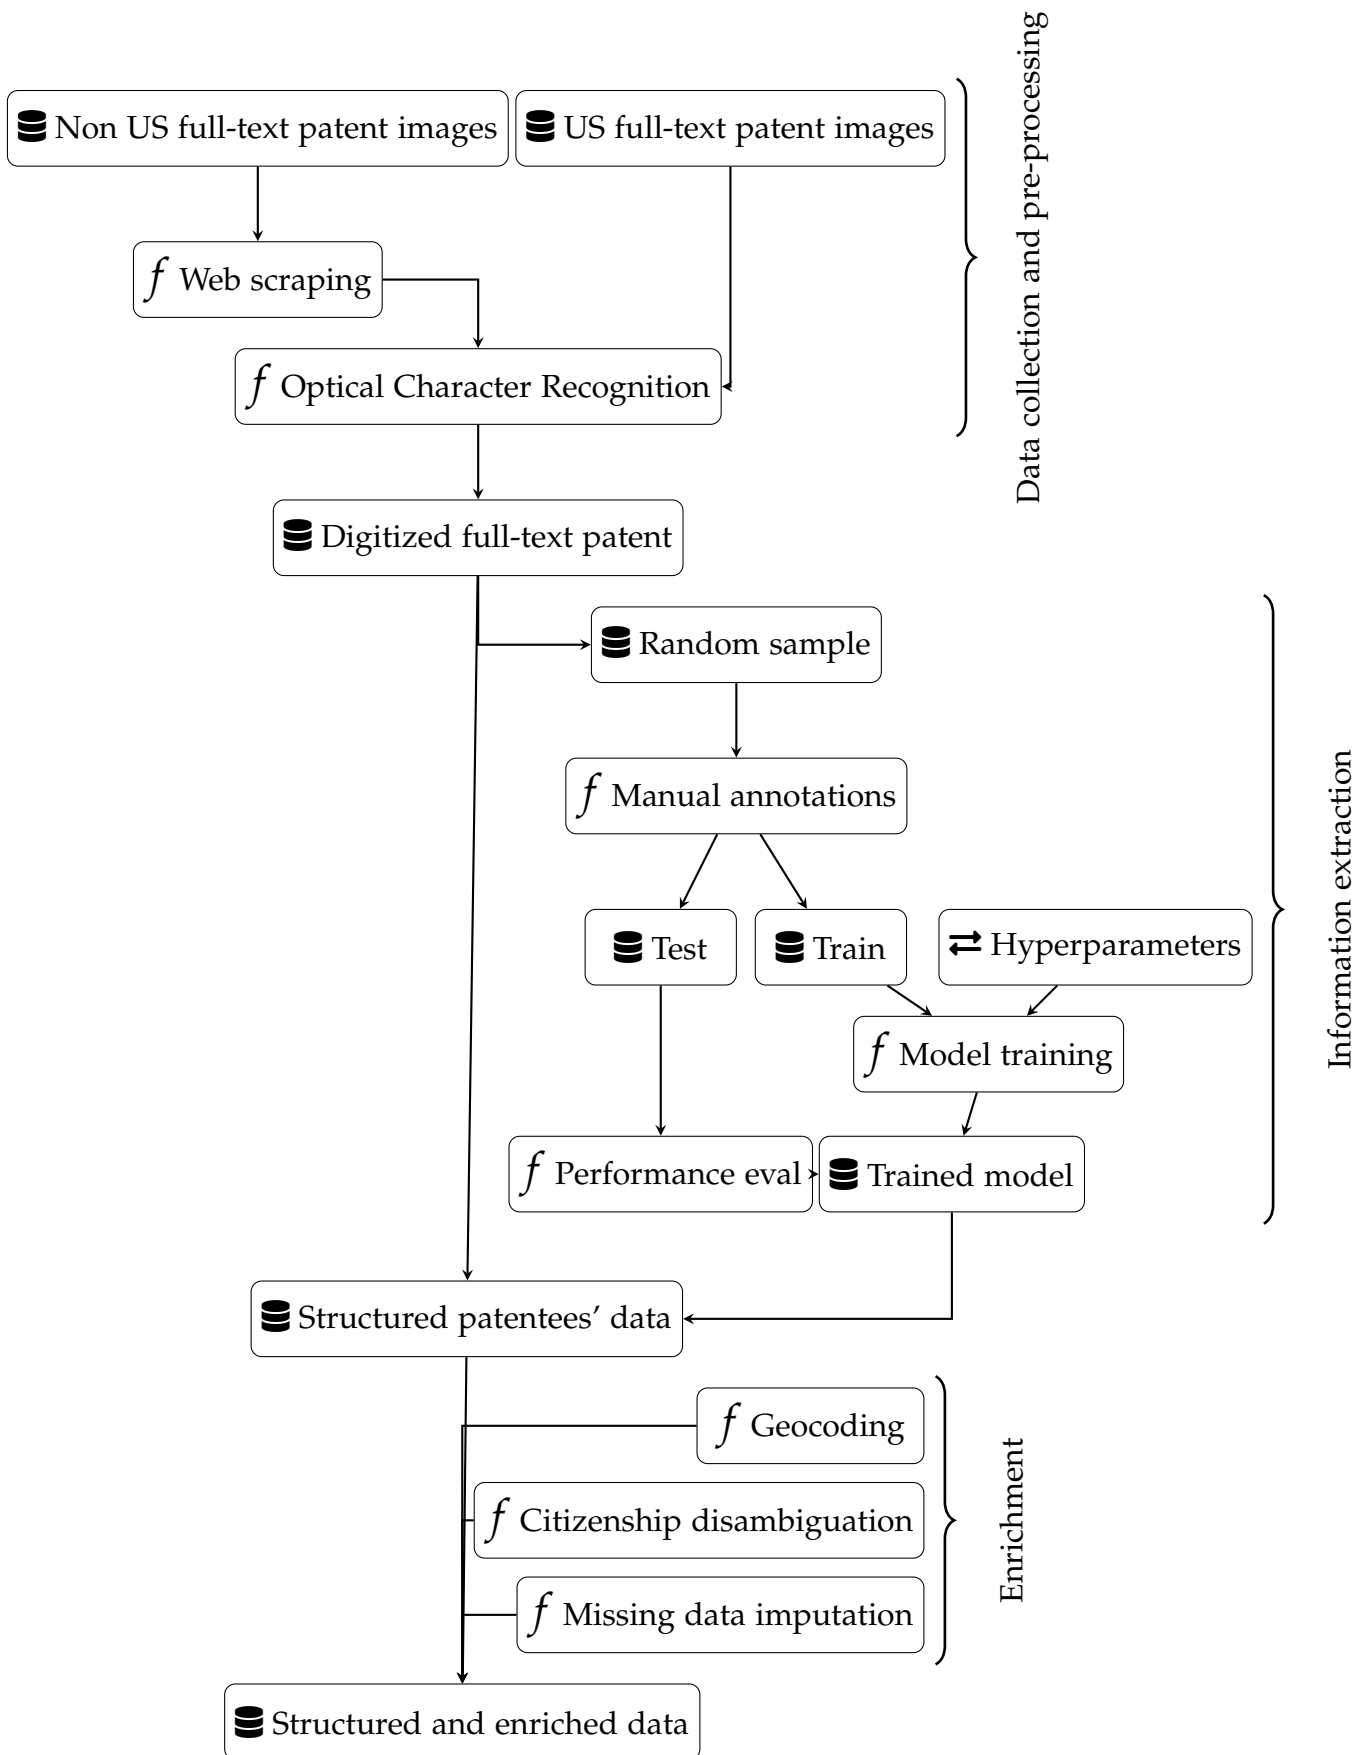 Non US full-text patent images
US full-text patent images
Data collection and pre-processing
f Web scraping
f Optical Character Recognition
Digitized full-text patent
Random sample
f Manual annotations
Information extraction
Test
Train
Hyperparameters
f Model training
f Performance eval
Trained model
Structured patentees’ data
f Geocoding
Enrichment
f Citizenship disambiguation
f Missing data imputation
Structured and enriched data